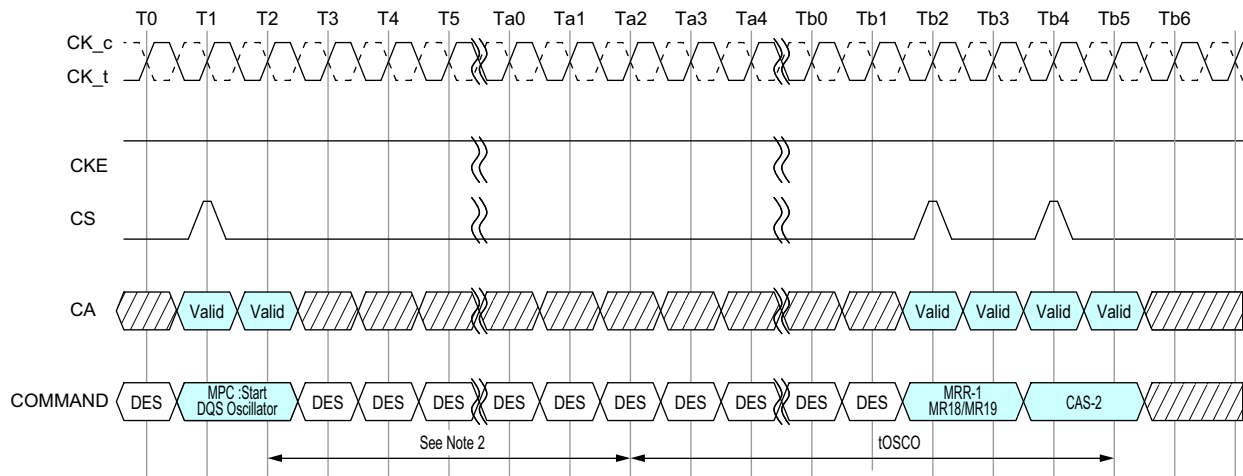 T0 T1 T2 T3 T4 T5 Ta0 Ta1 Ta2 Ta3 Ta4 Tb0 Tb1 Tb2 Tb3 Tb4 Tb5 Tb6
CK_c
CK_t
CKE
CS
CA Valid Valid Valid Valid Valid Valid
COMMAND DES MPC :Start DES DES DES DES DES DES DES DES DES DES MRR-1 CAS-2
DQS Oscillator MR18/MR19
See Note 2 tOSCO